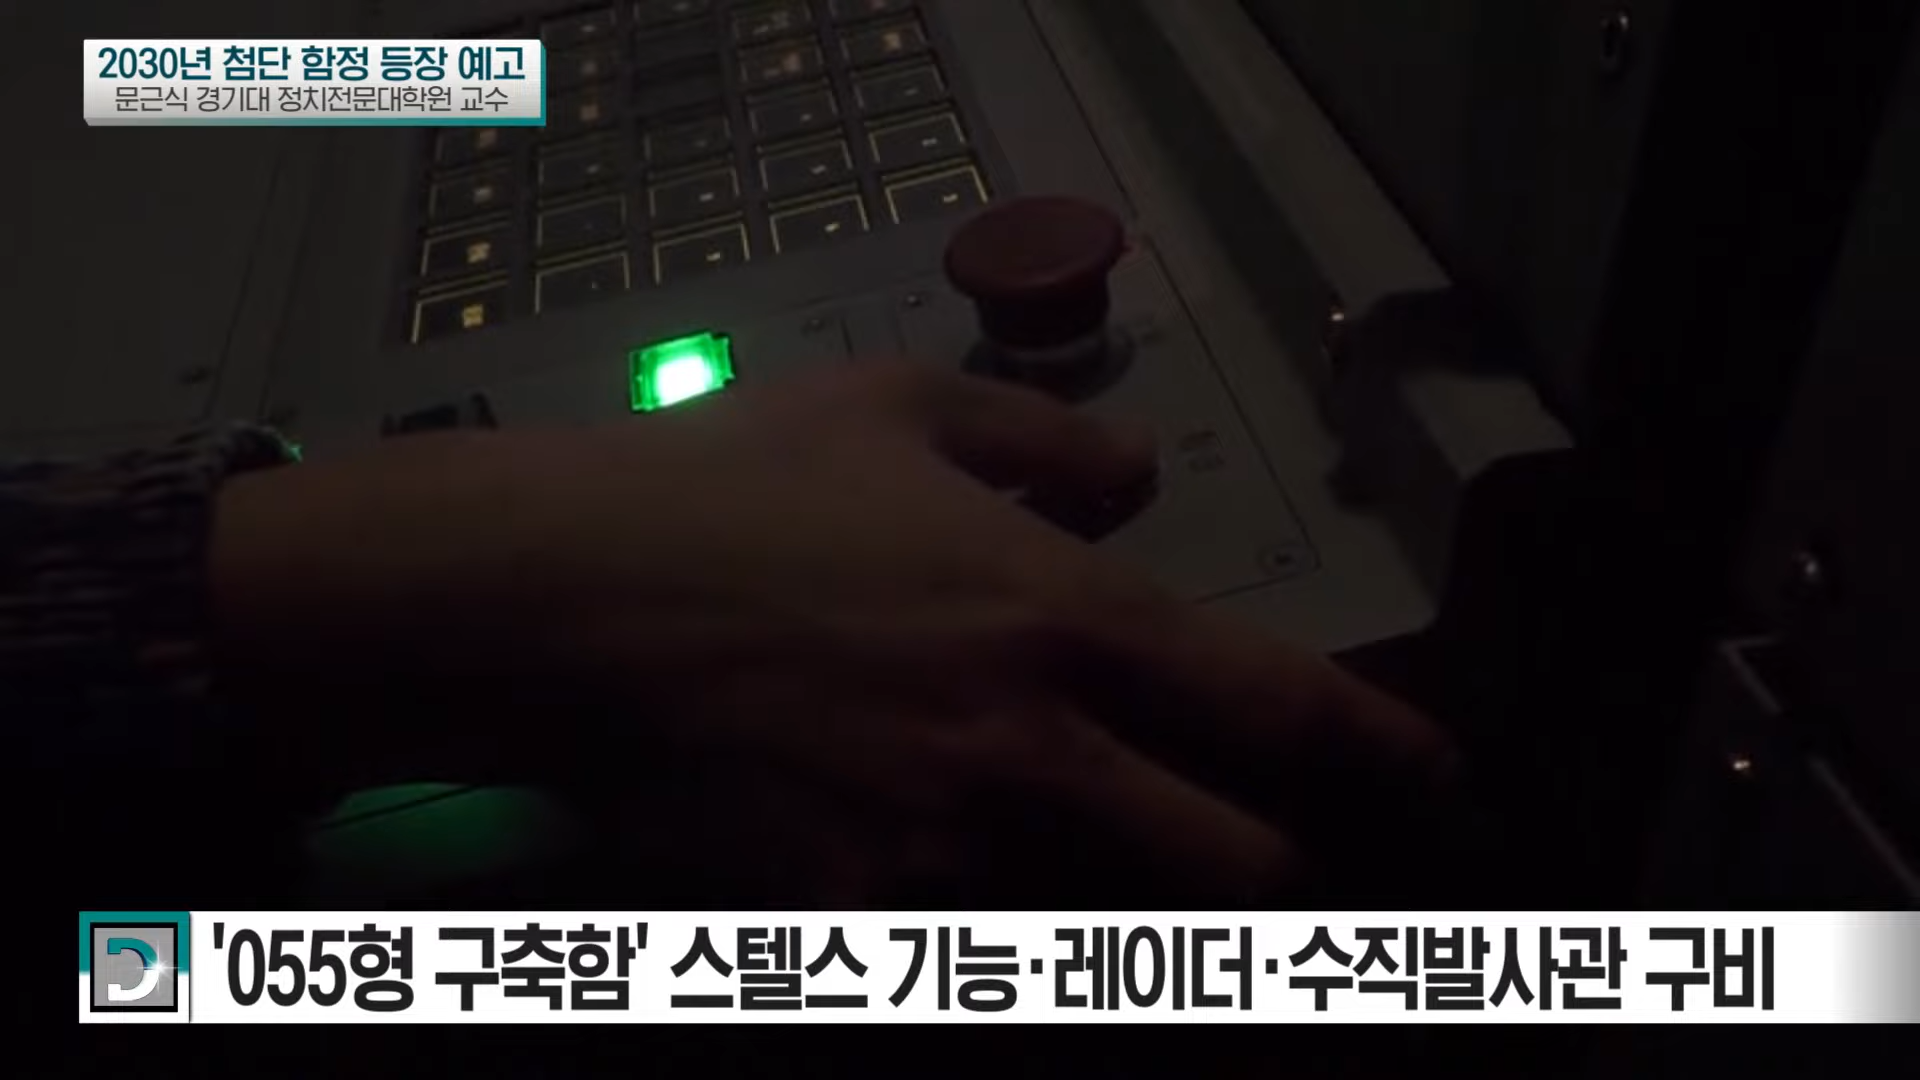 2030년 첨단 함정 등장 예고
문근식 경기대 정치전문대학원 교수
'055형 구축함' 스텔스 기능·레이더·수직발사관 구비